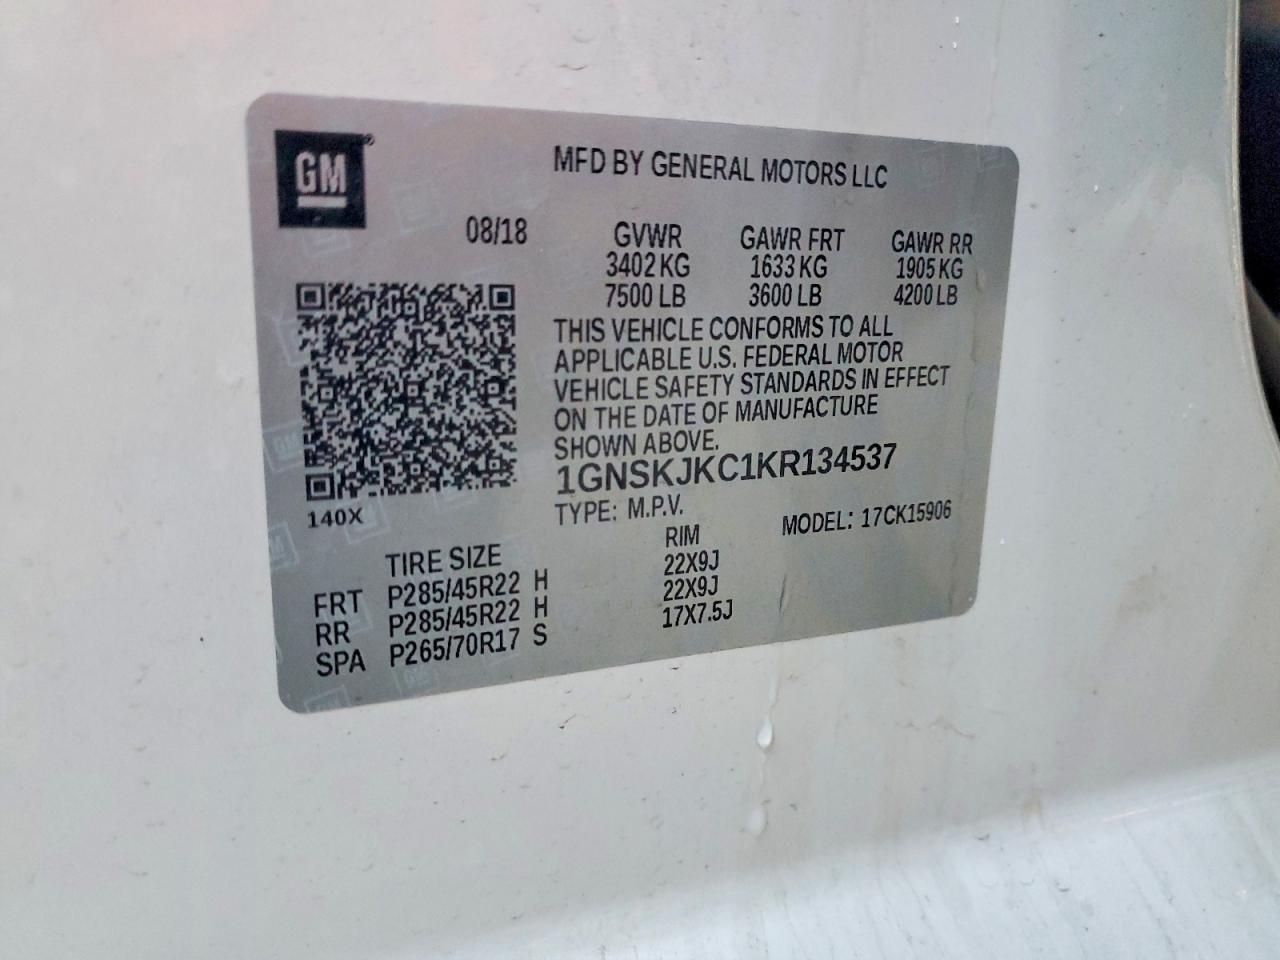 GM®
MFD BY GENERAL MOTORS LLC
08/18 GVWR GAWR FRT GAWR RR
3402 KG 1633 KG 1905 KG
7500 LB 3600 LB 4200 LB
THIS VEHICLE CONFORMS TO ALL
APPLICABLE U.S. FEDERAL MOTOR
VEHICLE SAFETY STANDARDS IN EFFECT
ON THE DATE OF MANUFACTURE
SHOWN ABOVE.
1GNSKJKC1KR134537
140X
TYPE: M.P.V. MODEL: 17CK15906
TIRE SIZE RIM
FRT P285/45R22 H 22X9J
RR P285/45R22 H 22X9J
SPA P265/70R17 S 17X7.5J